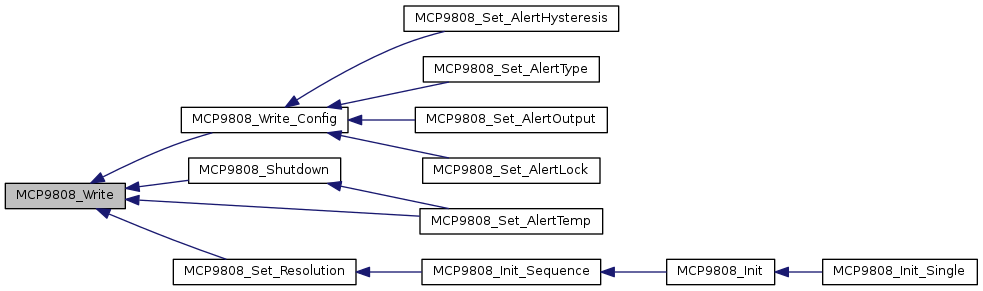 MCP9808_Set_AlertHysteresis
MCP9808_Set_AlertType
MCP9808_Write_Config
MCP9808_Set_AlertOutput
MCP9808_Shutdown
MCP9808_Set_AlertLock
MCP9808_Write
MCP9808_Set_AlertTemp
MCP9808_Set_Resolution
MCP9808_Init_Sequence
MCP9808_Init
MCP9808_Init_Single